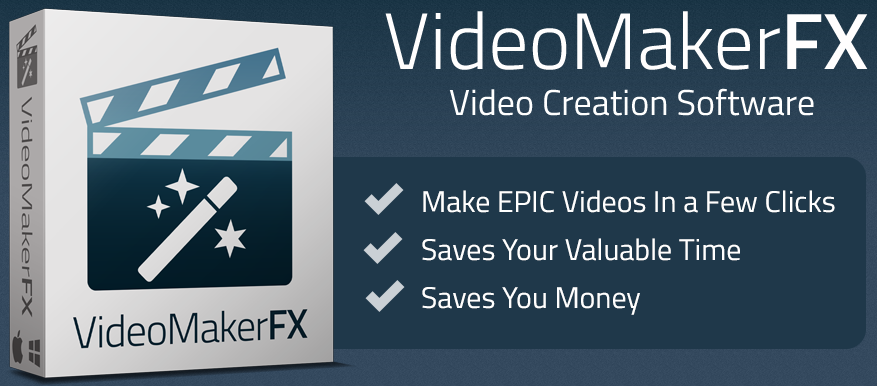 VideoMakerFX
VideoMakerFX
VideoMakerFX
Video Creation Software
Make EPIC Videos In a Few Clicks
Saves Your Valuable Time
Saves You Money